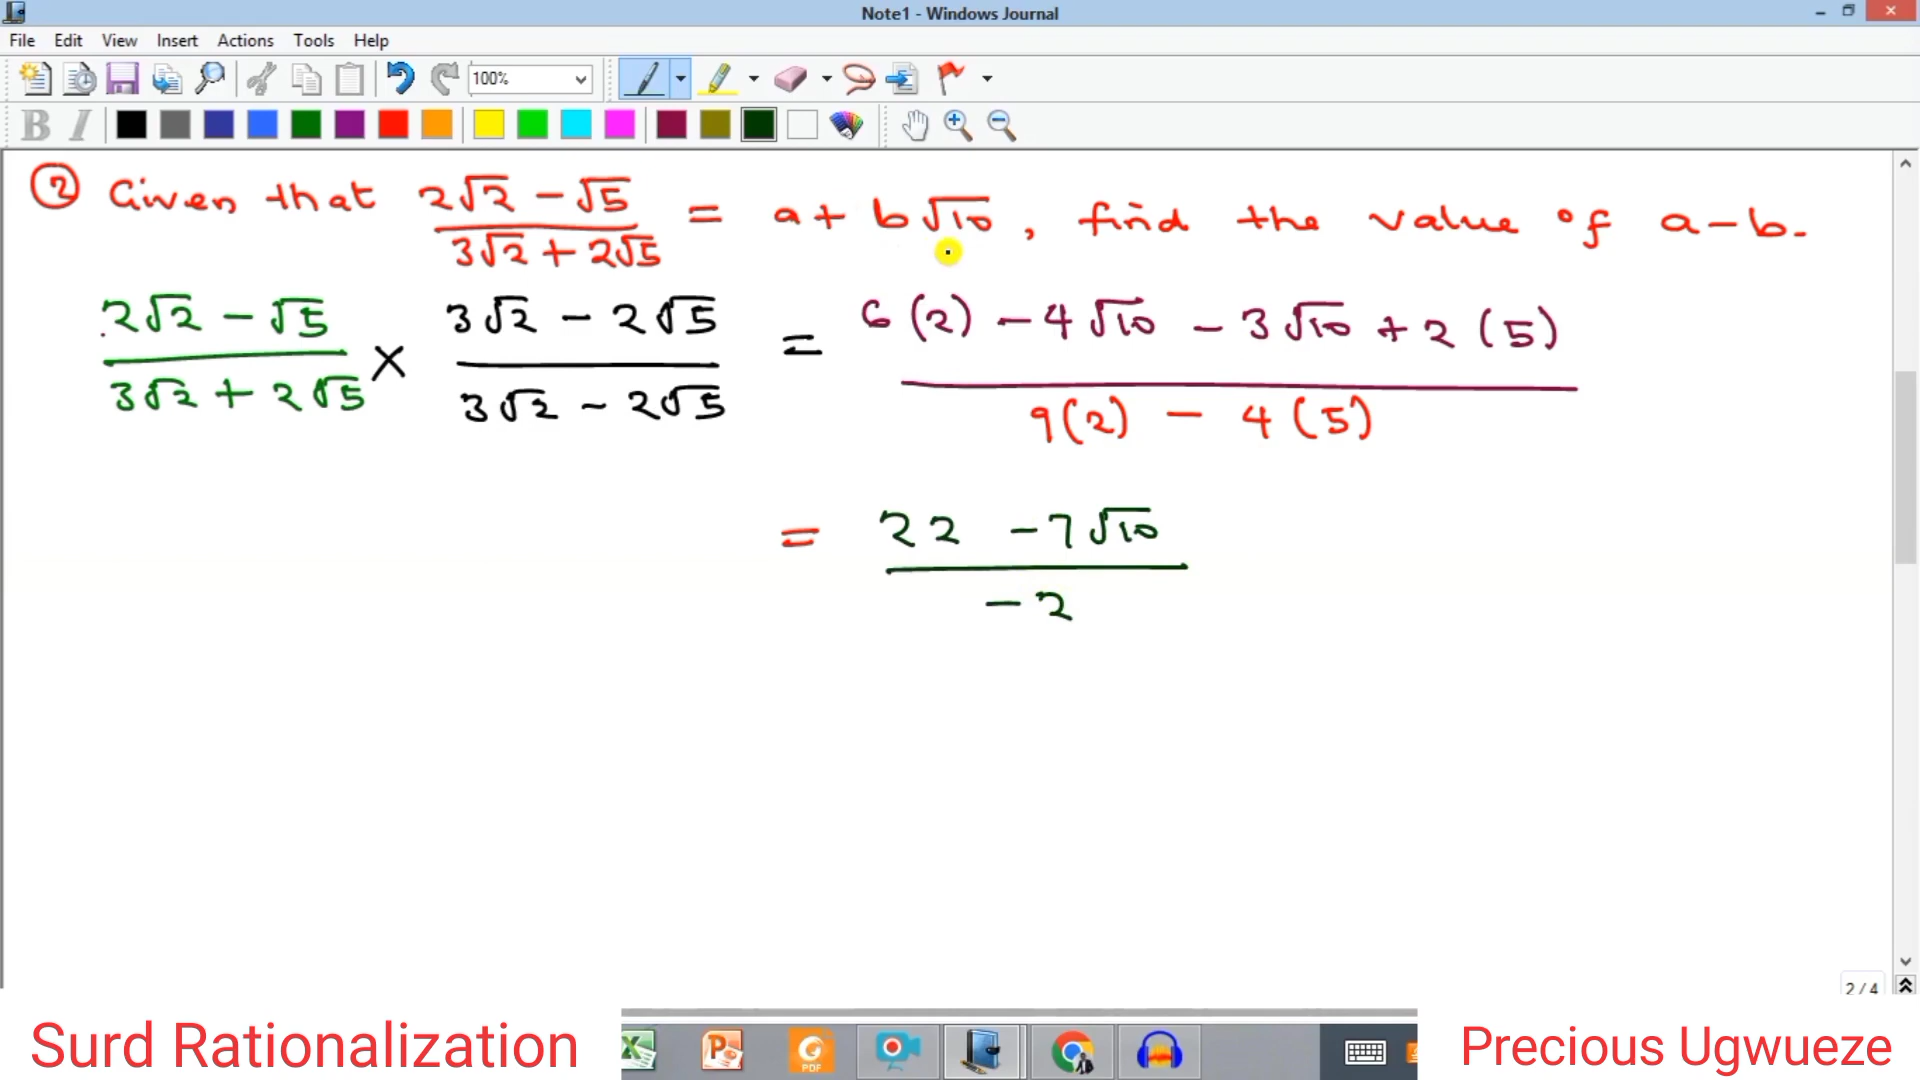 Note1 - Windows Journal
File Edit View Insert Actions Tools Help
100%
B I
② Given that (2√2 − √5)/(3√2 + 2√5) = a + b√10, find the value of a − b.
(2√2 − √5)/(3√2 + 2√5) × (3√2 − 2√5)/(3√2 − 2√5) = (6(2) − 4√10 − 3√10 + 2(5))/(9(2) − 4(5))
= (22 − 7√10)/(−2)
2 / 4
Surd Rationalization
PDF
Precious Ugwueze